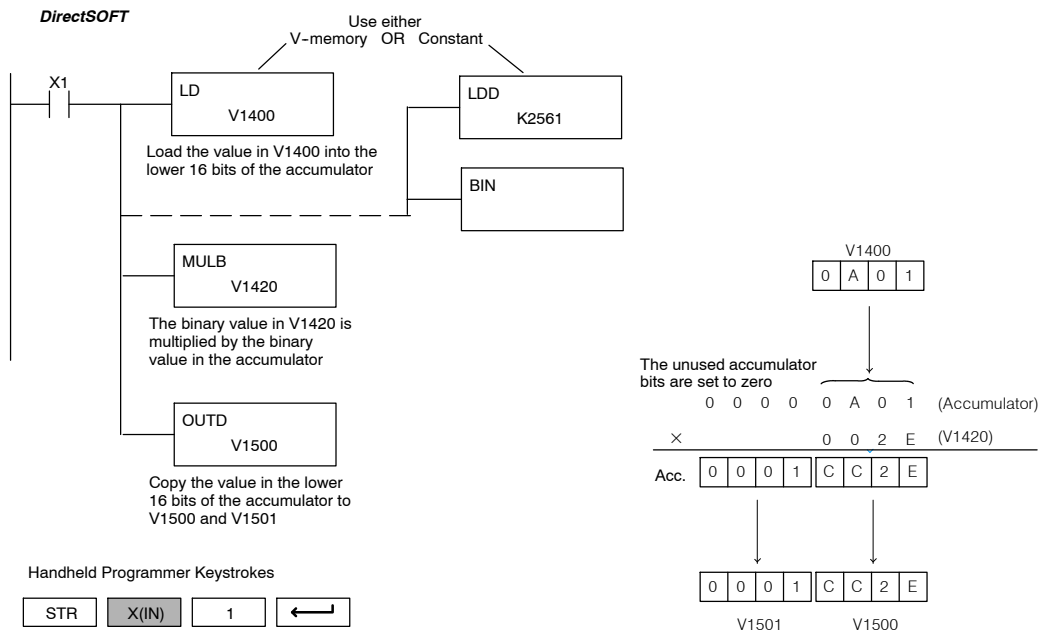 DirectSOFT
Use either
V-memory OR Constant
X1
LD
V1400
Load the value in V1400 into the
lower 16 bits of the accumulator
LDD
K2561
BIN
MULB
V1420
The binary value in V1420 is
multiplied by the binary
value in the accumulator
OUTD
V1500
Copy the value in the lower
16 bits of the accumulator to
V1500 and V1501
Handheld Programmer Keystrokes
STR X(IN) 1
V1400
0 A 0 1
The unused accumulator
bits are set to zero
0 0 0 0 0 A 0 1 (Accumulator)
× 0 0 2 E (V1420)
Acc. 0 0 0 1 C C 2 E
0 0 0 1 C C 2 E
V1501 V1500